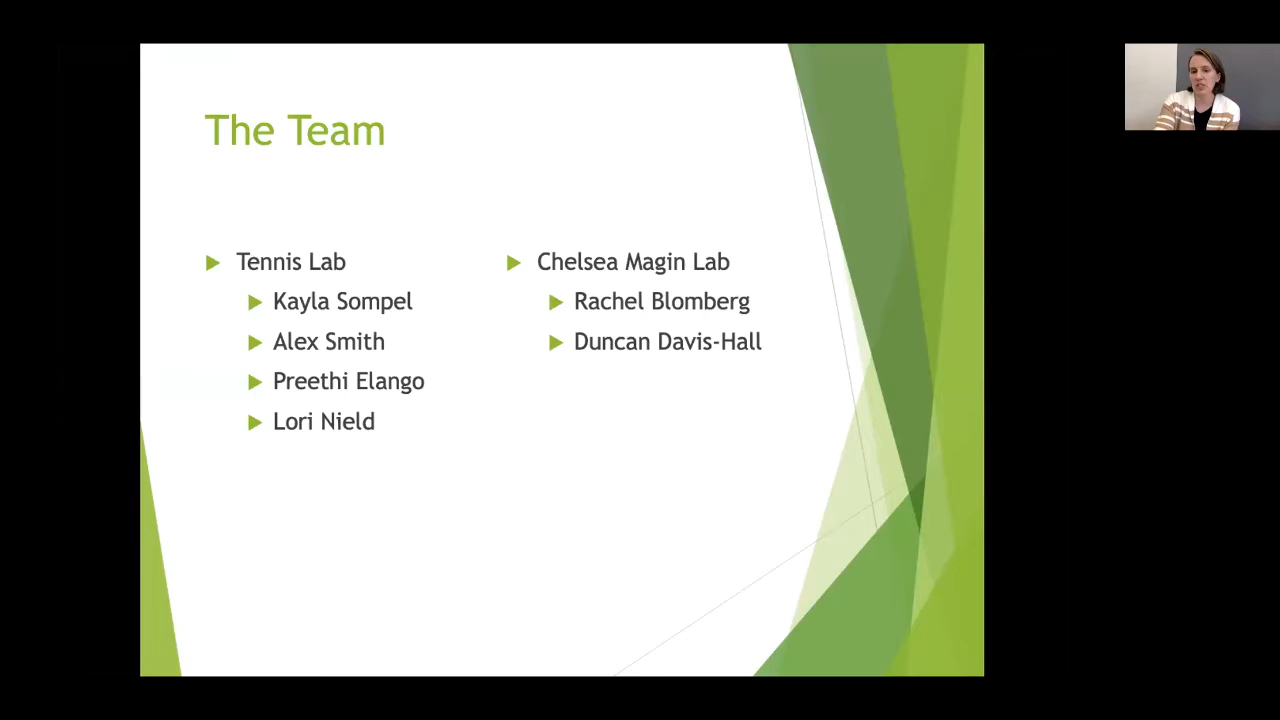 The Team
Tennis Lab
Kayla Sompel
Alex Smith
Preethi Elango
Lori Nield
Chelsea Magin Lab
Rachel Blomberg
Duncan Davis-Hall